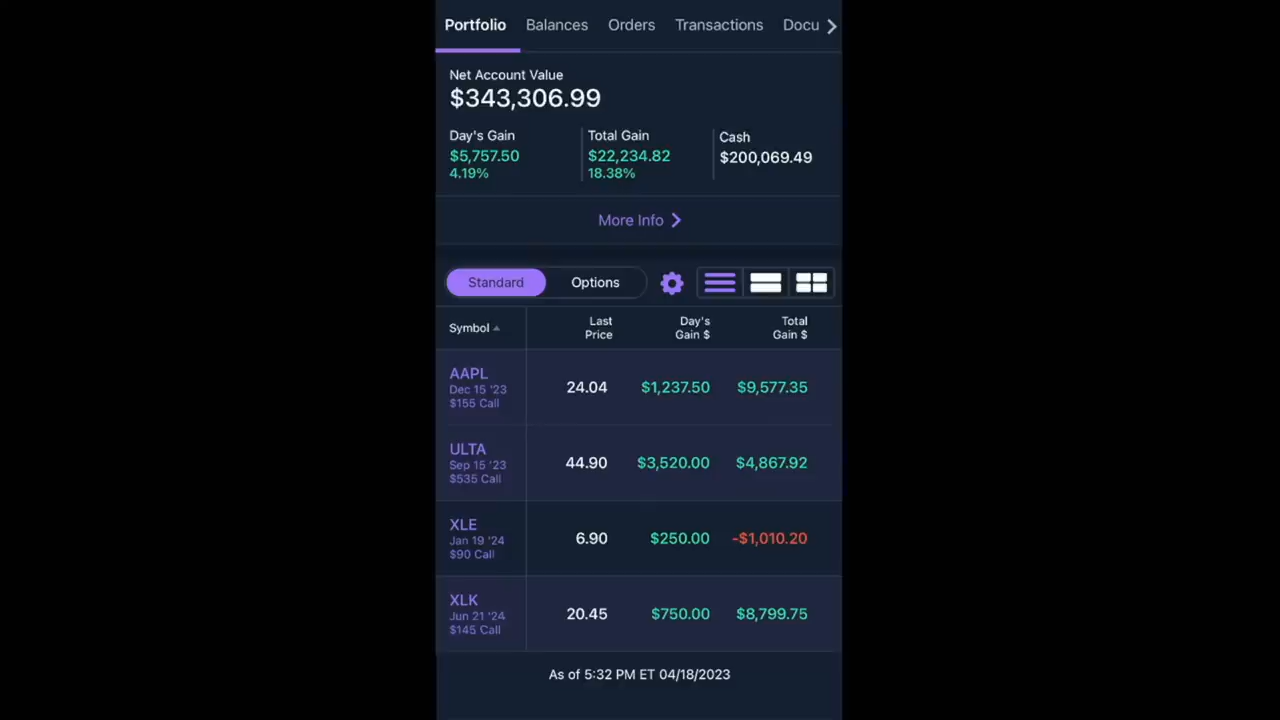 Portfolio Balances Orders Transactions Docu
Net Account Value
$343,306.99
Day's Gain Total Gain Cash
$5,757.50 $22,234.82 $200,069.49
4.19% 18.38%
More Info
Standard Options
Symbol Last Price Day's Gain $ Total Gain $
AAPL
Dec 15 '23
$155 Call
24.04 $1,237.50 $9,577.35
ULTA
Sep 15 '23
$535 Call
44.90 $3,520.00 $4,867.92
XLE
Jan 19 '24
$90 Call
6.90 $250.00 -$1,010.20
XLK
Jun 21 '24
$145 Call
20.45 $750.00 $8,799.75
As of 5:32 PM ET 04/18/2023